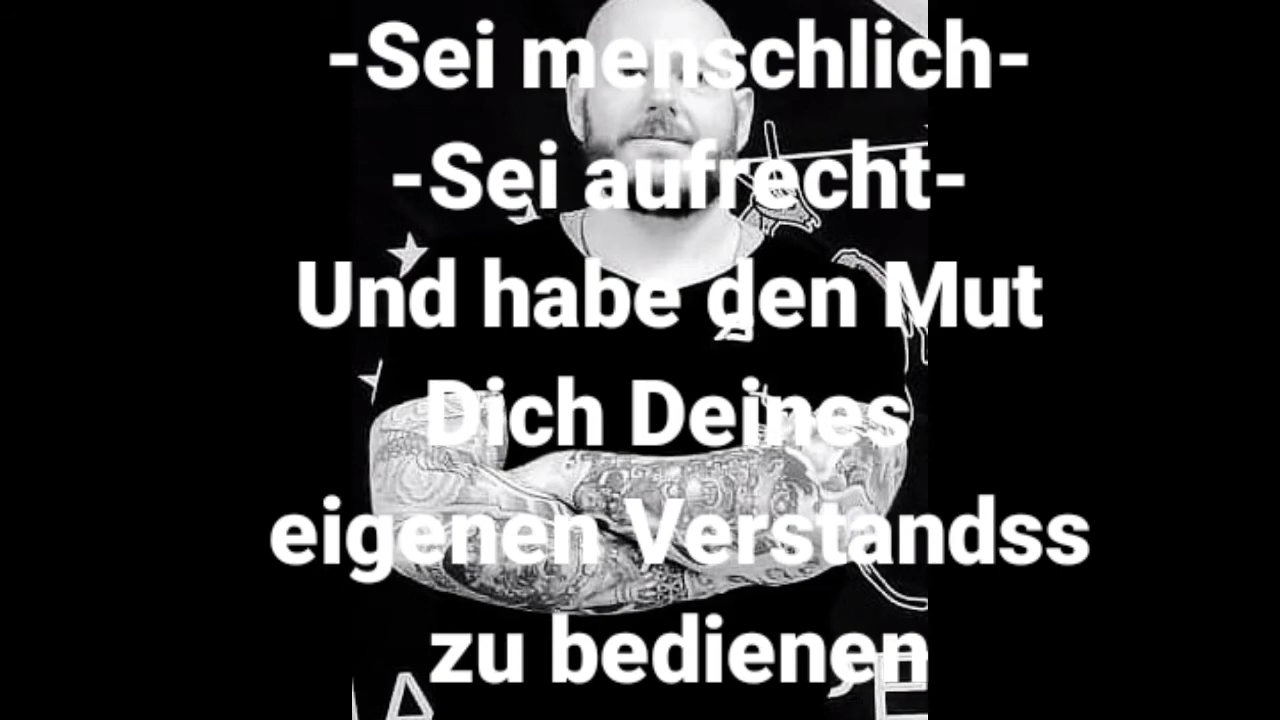 -Sei menschlich-
-Sei aufrecht-
Und habe den Mut
Dich Deines
eigenen Verstandss
zu bedienen